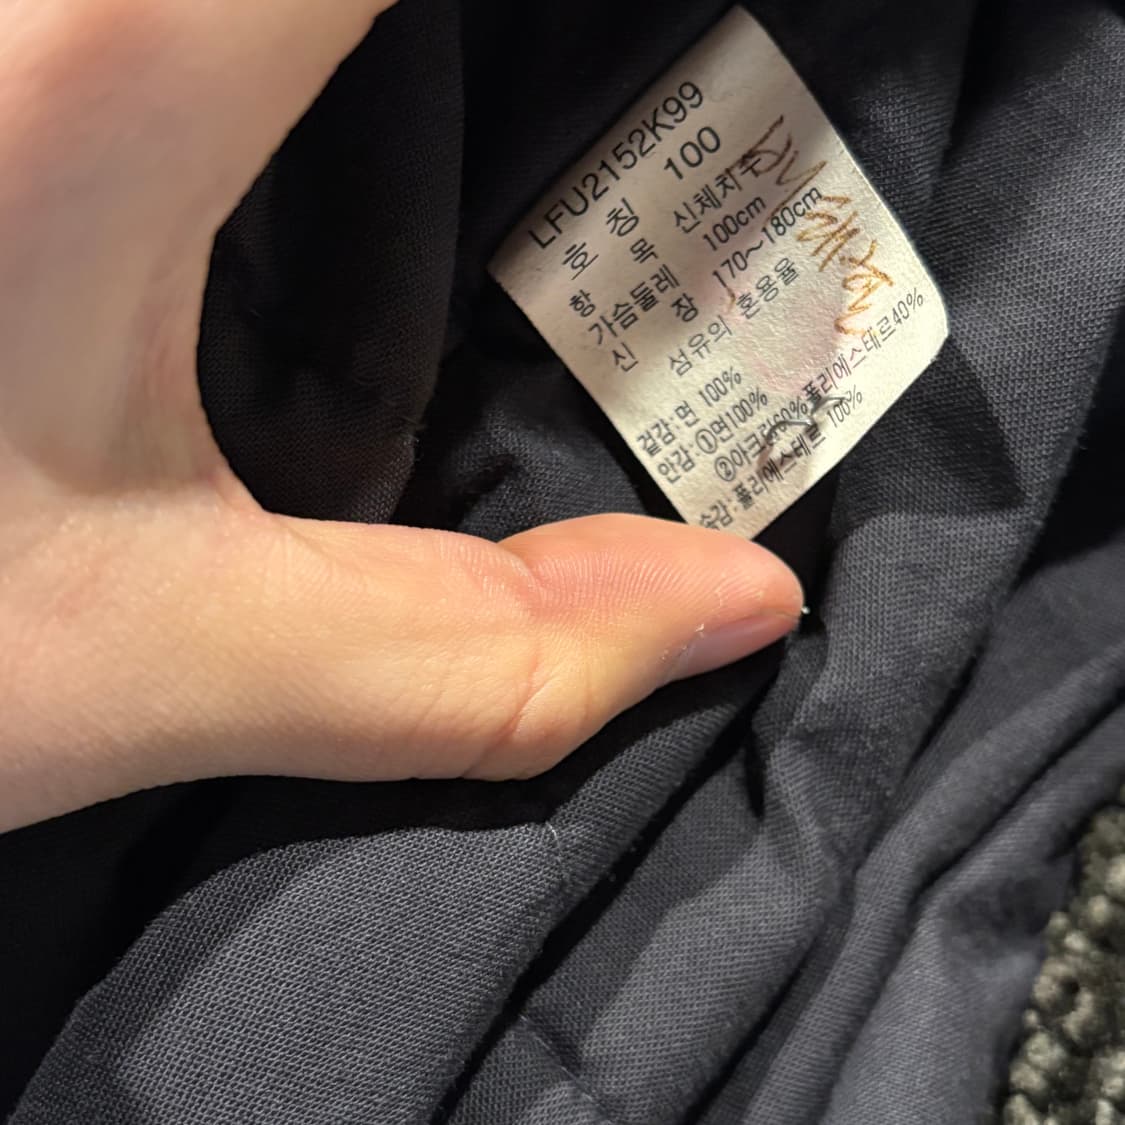 LFU2152K99
호 칭 100
항 목 신체치수
가슴둘레 100cm
신 장 170~180cm
섬유의 혼용율
겉감: 면 100%
안감: ①면100%
②아크릴60% 폴리에스테르40%
속감: 폴리에스테르 100%